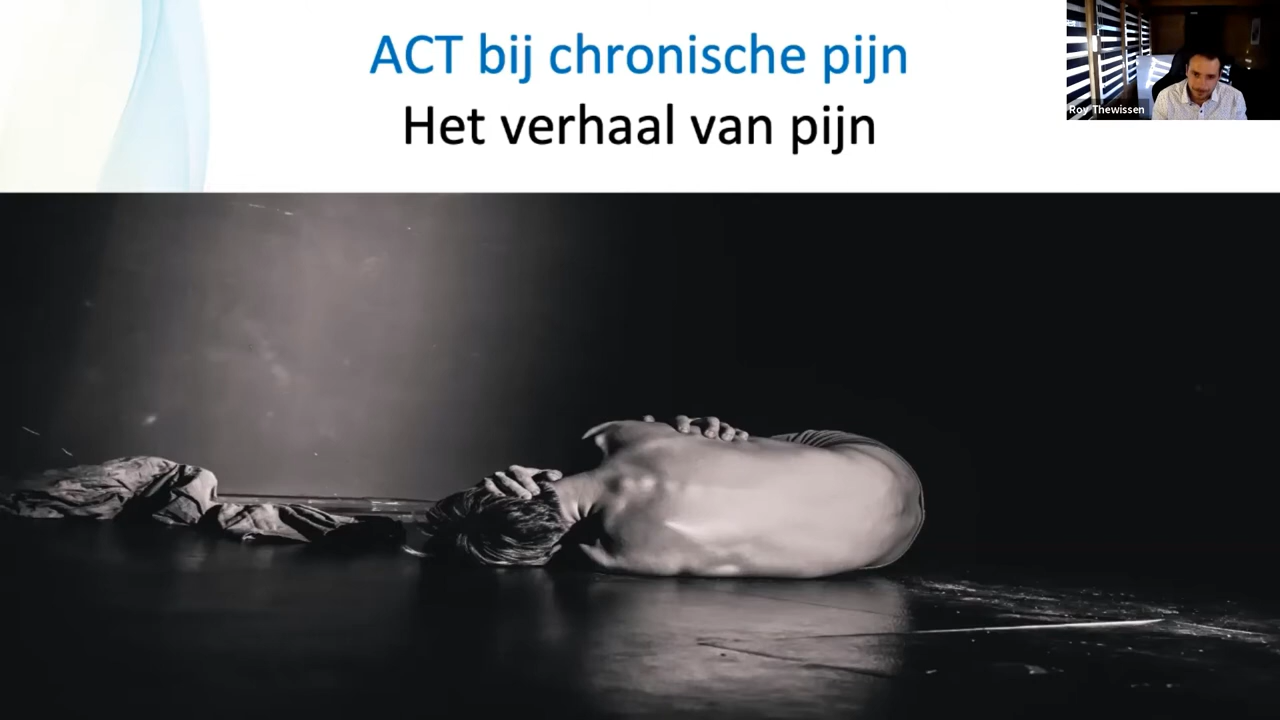 ACT bij chronische pijn
Het verhaal van pijn
Roy Thewissen